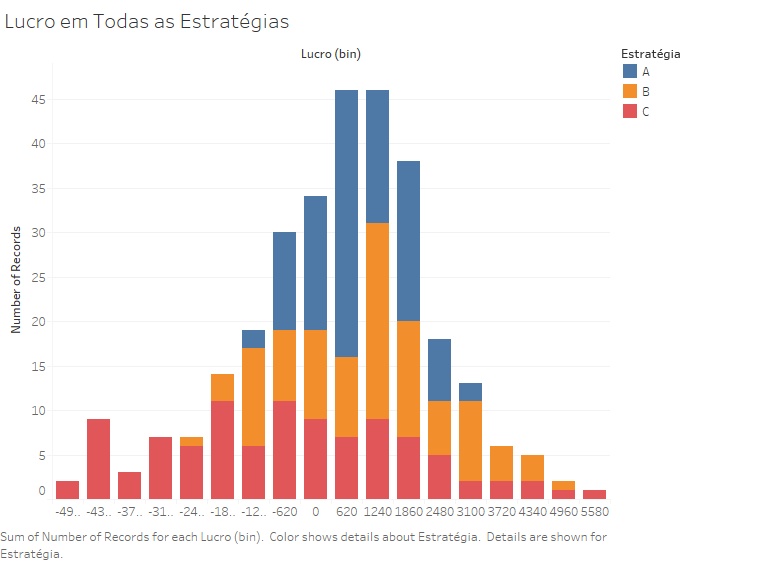 Lucro em Todas as Estratégias
Lucro (bin)
Estratégia
A
B
C
Number of Records
45
40
35
30
25
20
15
10
5
0
-49.. -43.. -37.. -31.. -24.. -18.. -12.. -620 0 620 1240 1860 2480 3100 3720 4340 4960 5580
Sum of Number of Records for each Lucro (bin). Color shows details about Estratégia. Details are shown for
Estratégia.